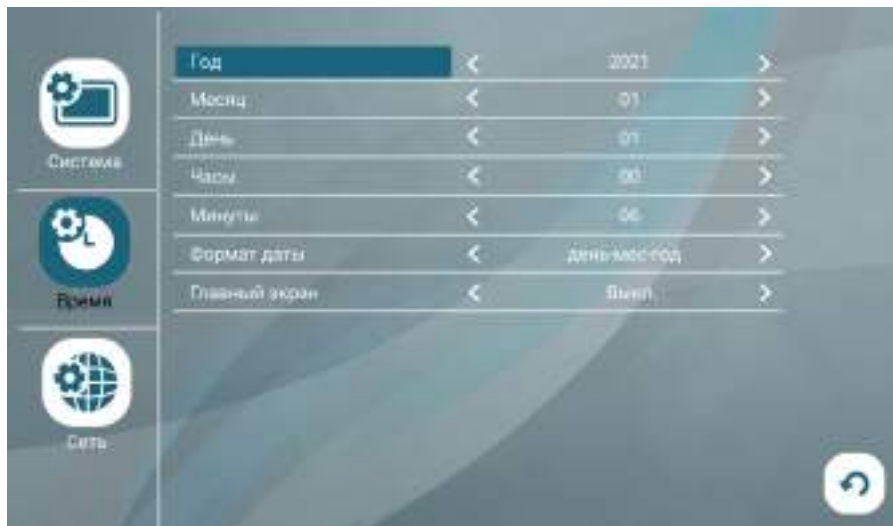 Система
Время
Сеть
Год 2021
Месяц 01
День 01
Часы 00
Минуты 06
Формат даты день-мес-год
Главный экран Выкл.